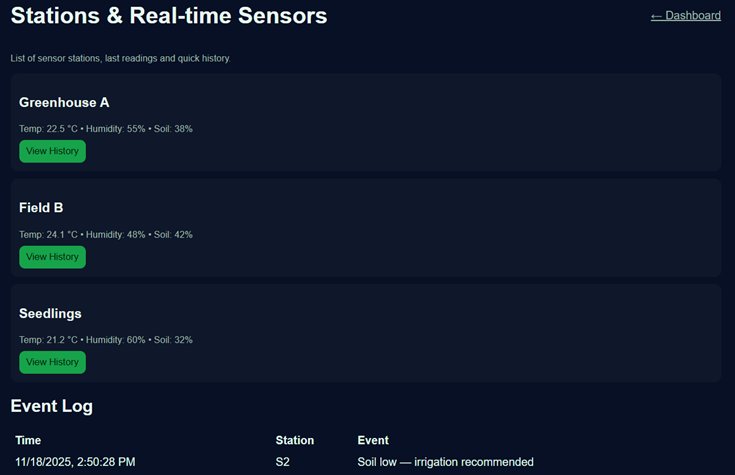 Stations & Real-time Sensors
← Dashboard
List of sensor stations, last readings and quick history.
Greenhouse A
Temp: 22.5 °C • Humidity: 55% • Soil: 38%
View History
Field B
Temp: 24.1 °C • Humidity: 48% • Soil: 42%
View History
Seedlings
Temp: 21.2 °C • Humidity: 60% • Soil: 32%
View History
Event Log
Time Station Event
11/18/2025, 2:50:28 PM S2 Soil low — irrigation recommended